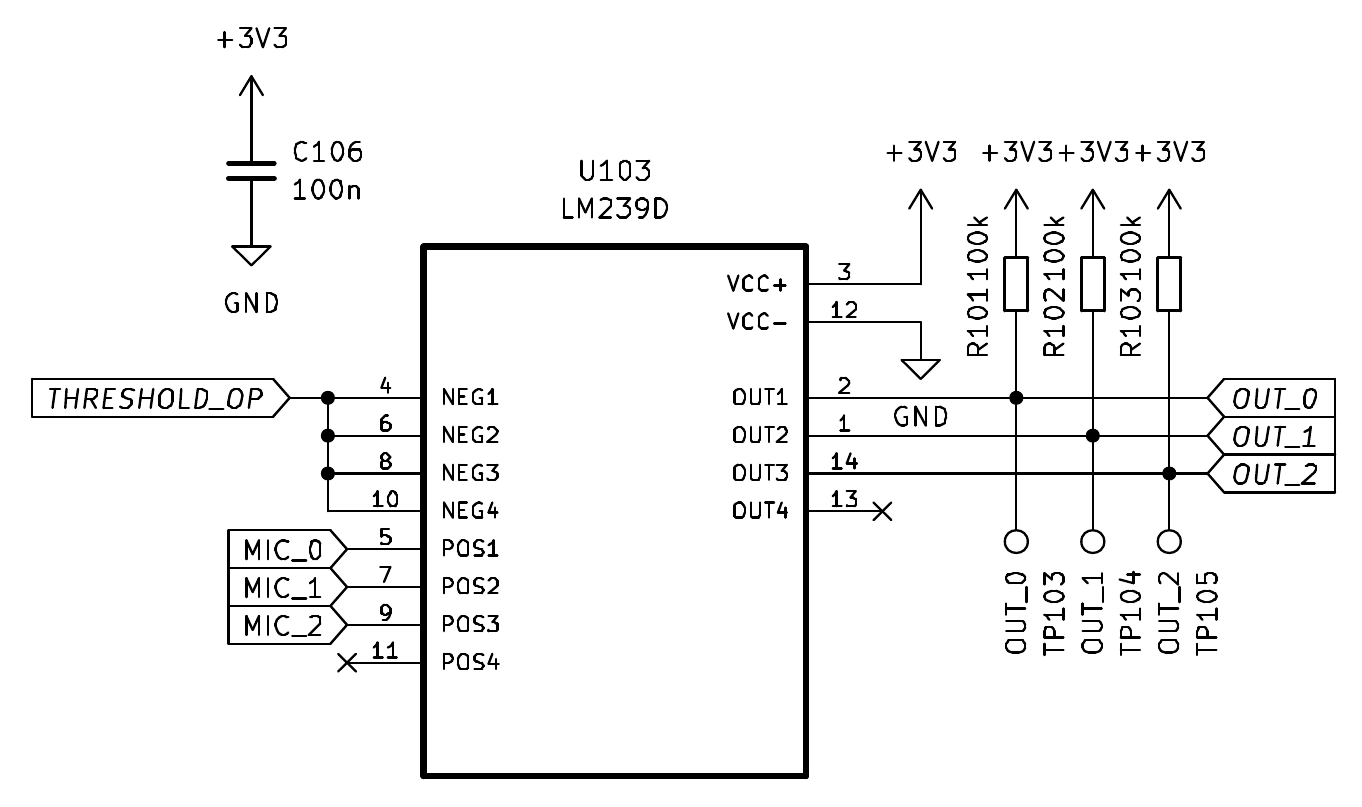 +3V3
C106
100n
GND
U103
LM239D
+3V3 +3V3 +3V3 +3V3
R101 100k
R102 100k
R103 100k
VCC+ 3
VCC- 12
GND
THRESHOLD_OP
4 NEG1
6 NEG2
8 NEG3
10 NEG4
MIC_0 5 POS1
MIC_1 7 POS2
MIC_2 9 POS3
11 POS4
OUT1 2 OUT_0
OUT2 1 OUT_1
OUT3 14 OUT_2
OUT4 13
OUT_0
TP103
OUT_1
TP104
OUT_2
TP105